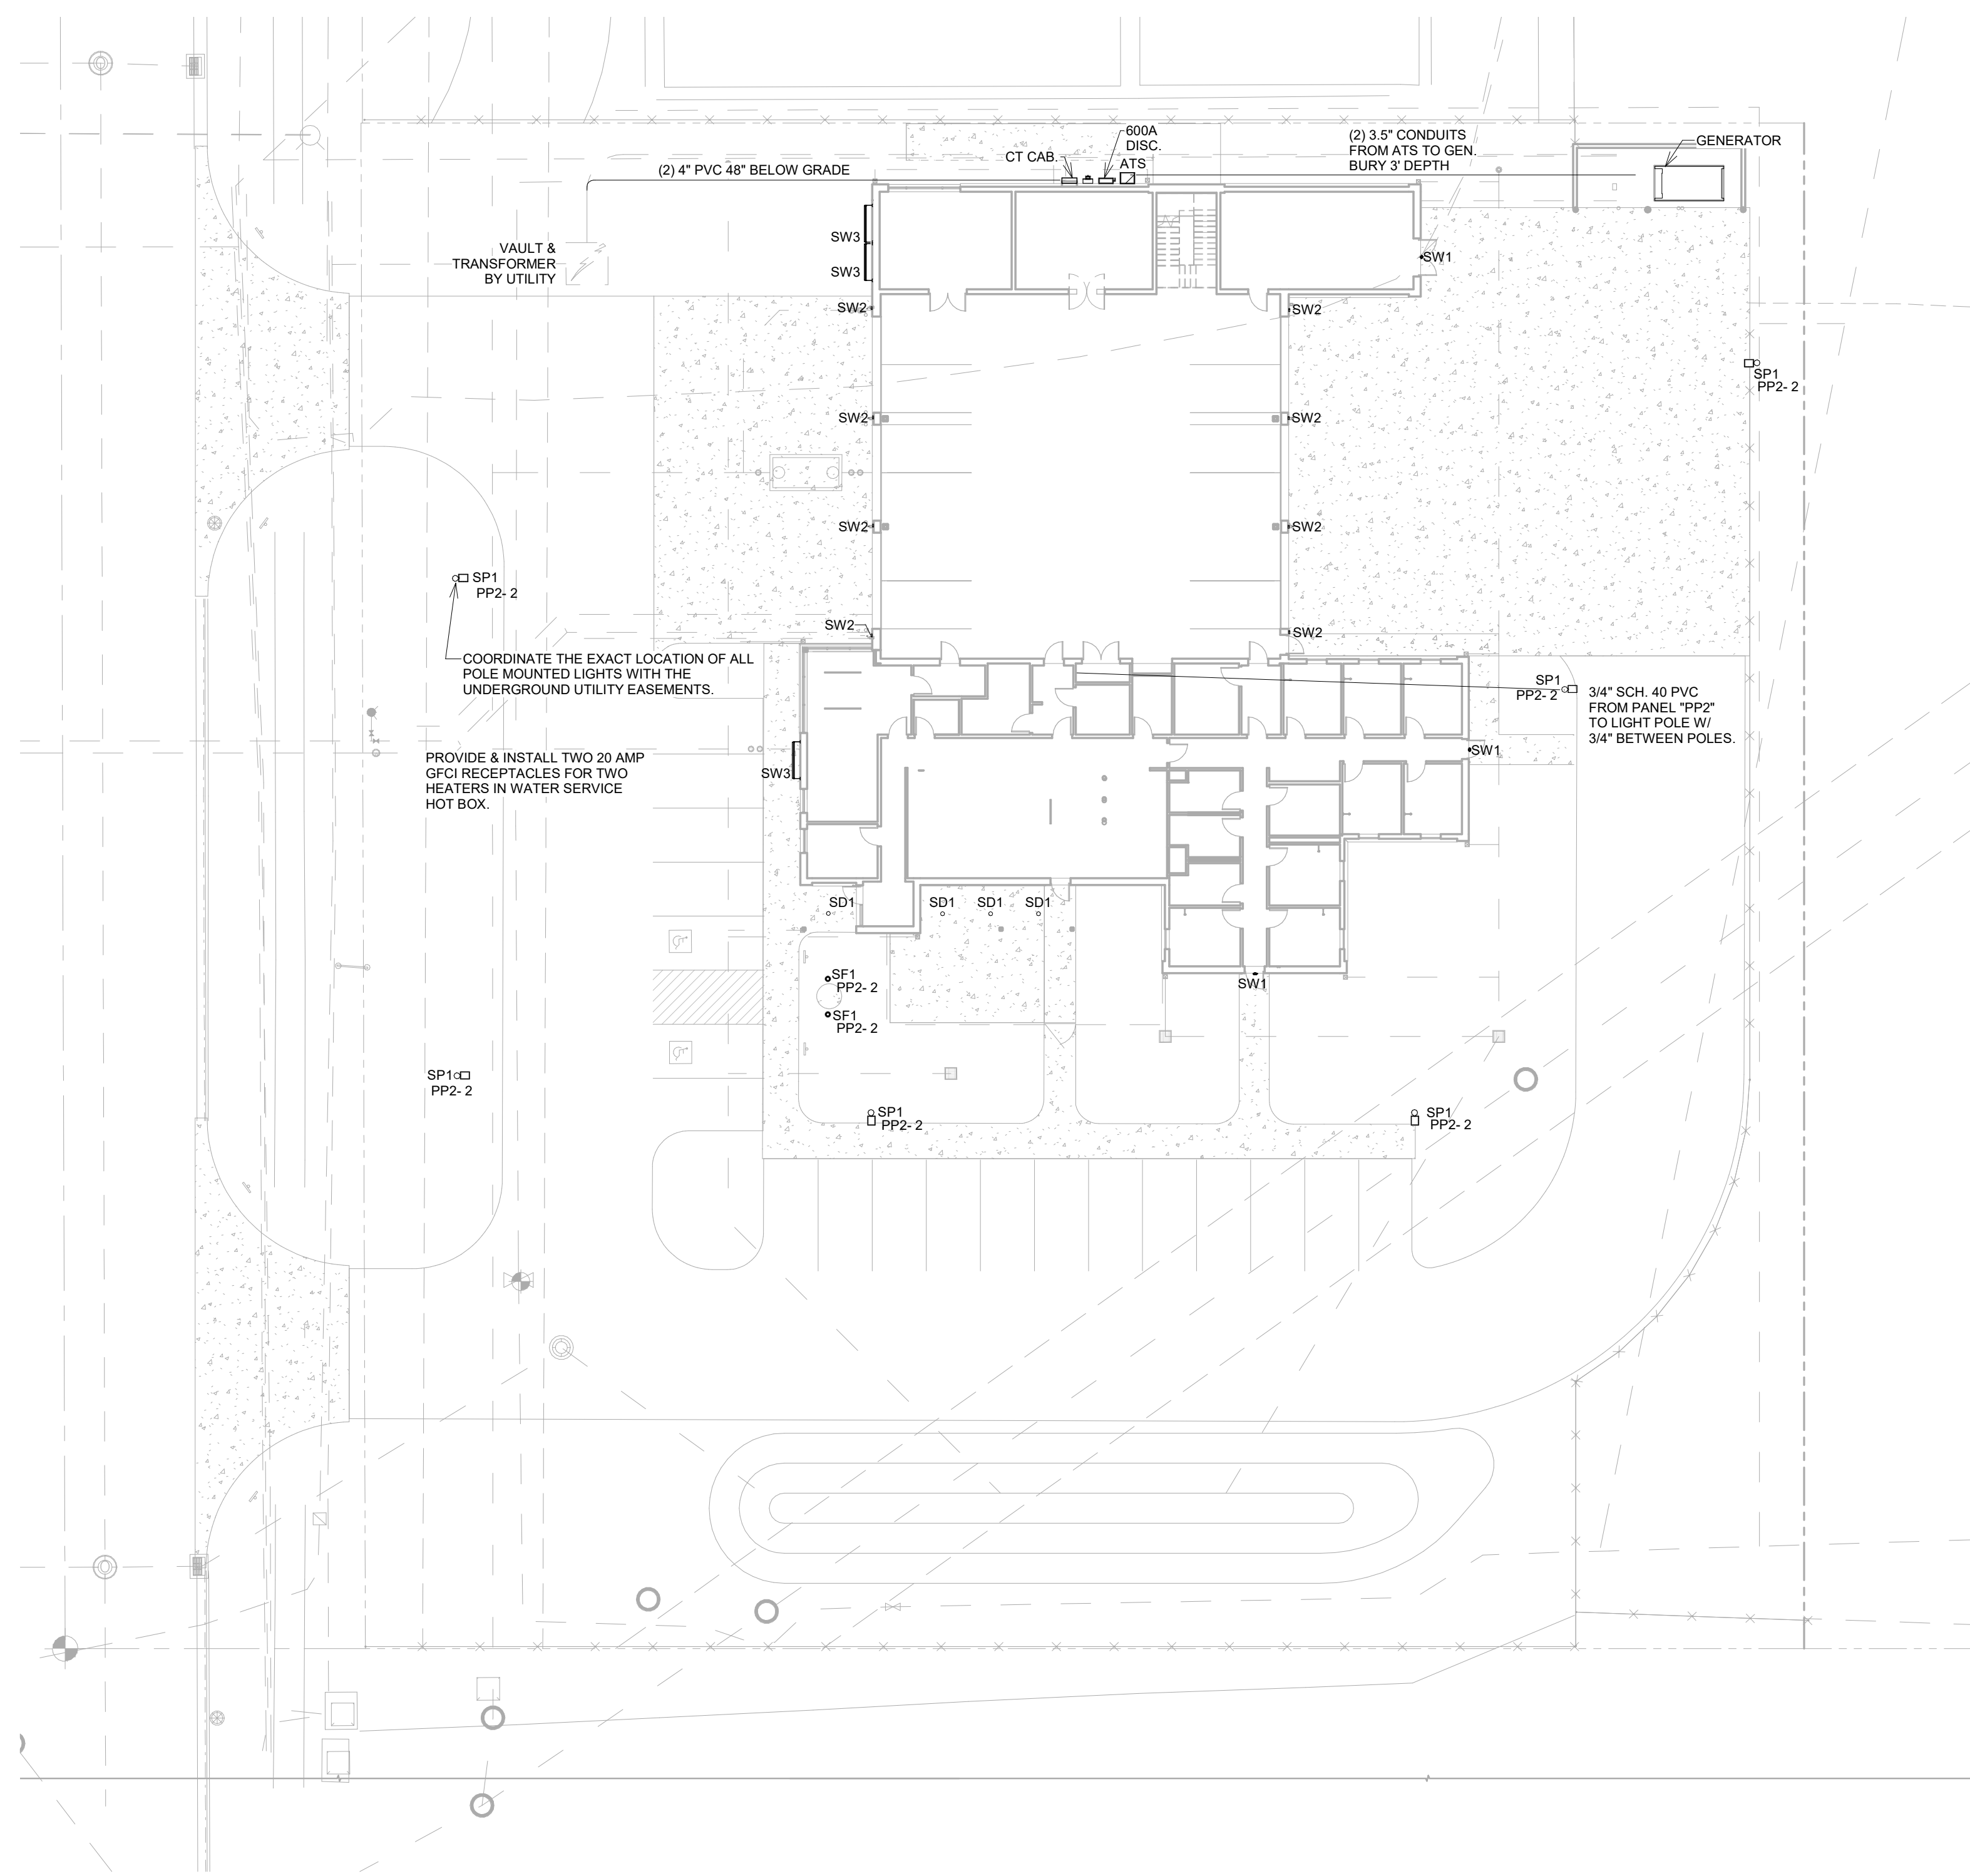 600A
DISC.
CT CAB.
ATS
(2) 3.5" CONDUITS
FROM ATS TO GEN.
BURY 3' DEPTH
GENERATOR
(2) 4" PVC 48" BELOW GRADE
VAULT &
TRANSFORMER
BY UTILITY
SW3
SW3
SW1
SW2
SW2
SP1
PP2- 2
SW2
SW2
SW2
SW2
SP1
PP2- 2
SW2
SW2
COORDINATE THE EXACT LOCATION OF ALL
POLE MOUNTED LIGHTS WITH THE
UNDERGROUND UTILITY EASEMENTS.
SP1
PP2- 2
3/4" SCH. 40 PVC
FROM PANEL "PP2"
TO LIGHT POLE W/
3/4" BETWEEN POLES.
PROVIDE & INSTALL TWO 20 AMP
GFCI RECEPTACLES FOR TWO
HEATERS IN WATER SERVICE
HOT BOX.
SW3
SW1
SD1
SD1
SD1
SD1
SF1
PP2- 2
SF1
PP2- 2
SW1
SP1
PP2- 2
SP1
PP2- 2
SP1
PP2- 2